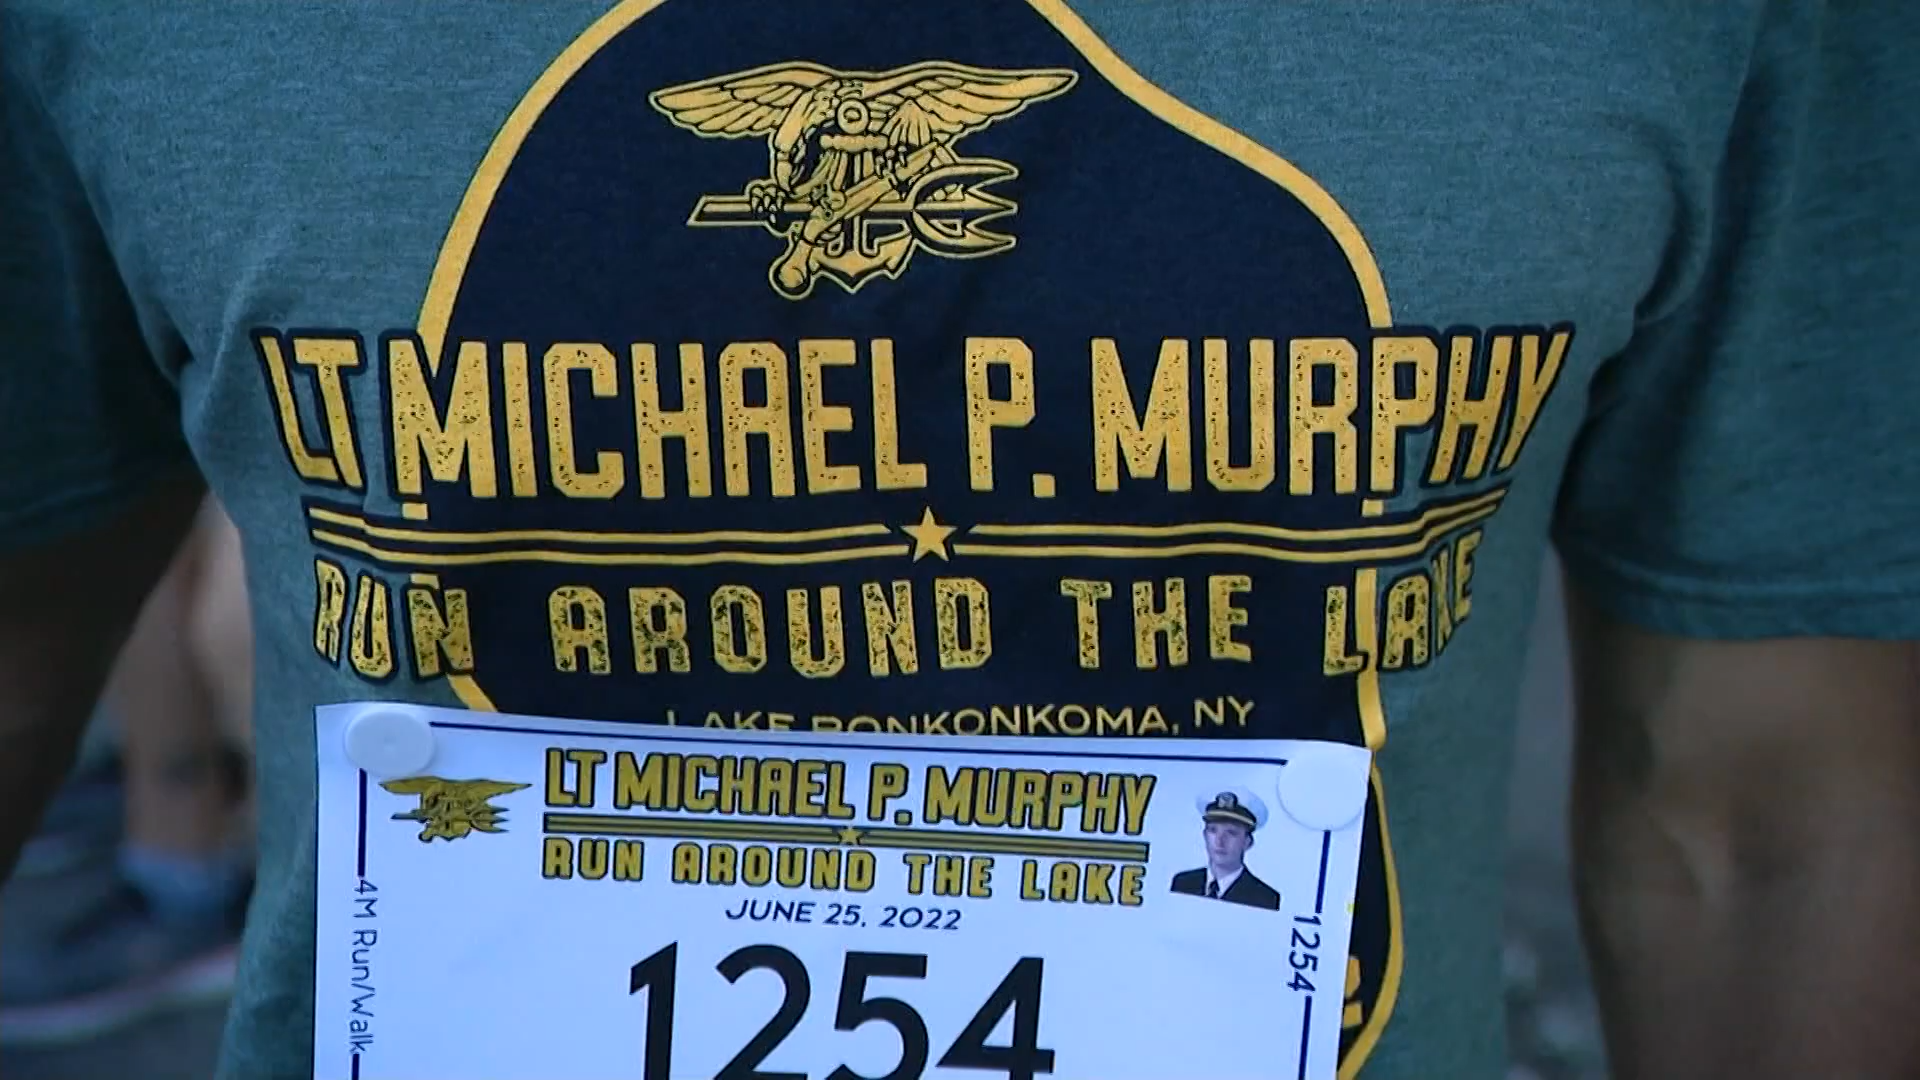 LT MICHAEL P. MURPHY
RUN AROUND THE LAKE
LAKE RONKONKOMA, NY
LT MICHAEL P. MURPHY
RUN AROUND THE LAKE
JUNE 25, 2022
1254
4M Run/Walk
1254